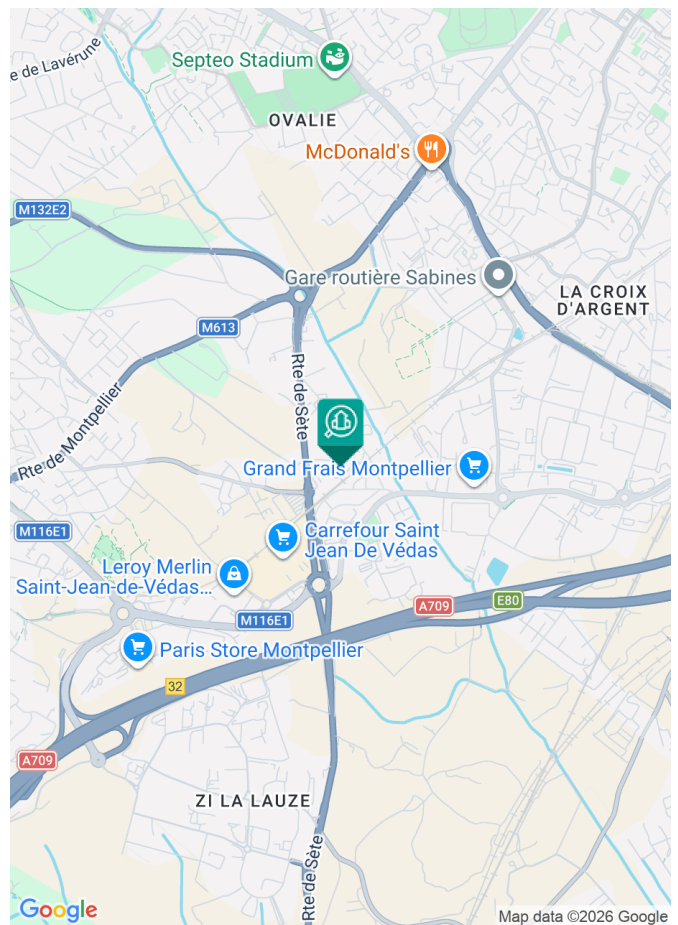 Septeo Stadium
e de Lavérune
OVALIE
McDonald's
M132E2
Gare routière Sabines
LA CROIX
D'ARGENT
M613
Rte de Sète
Rte de Montpellier
Grand Frais Montpellier
M116E1
Carrefour Saint
Jean De Védas
Leroy Merlin
Saint-Jean-de-Védas...
A709
E80
M116E1
Paris Store Montpellier
32
A709
ZI LA LAUZE
Rte de Sète
Google
Map data ©2026 Google